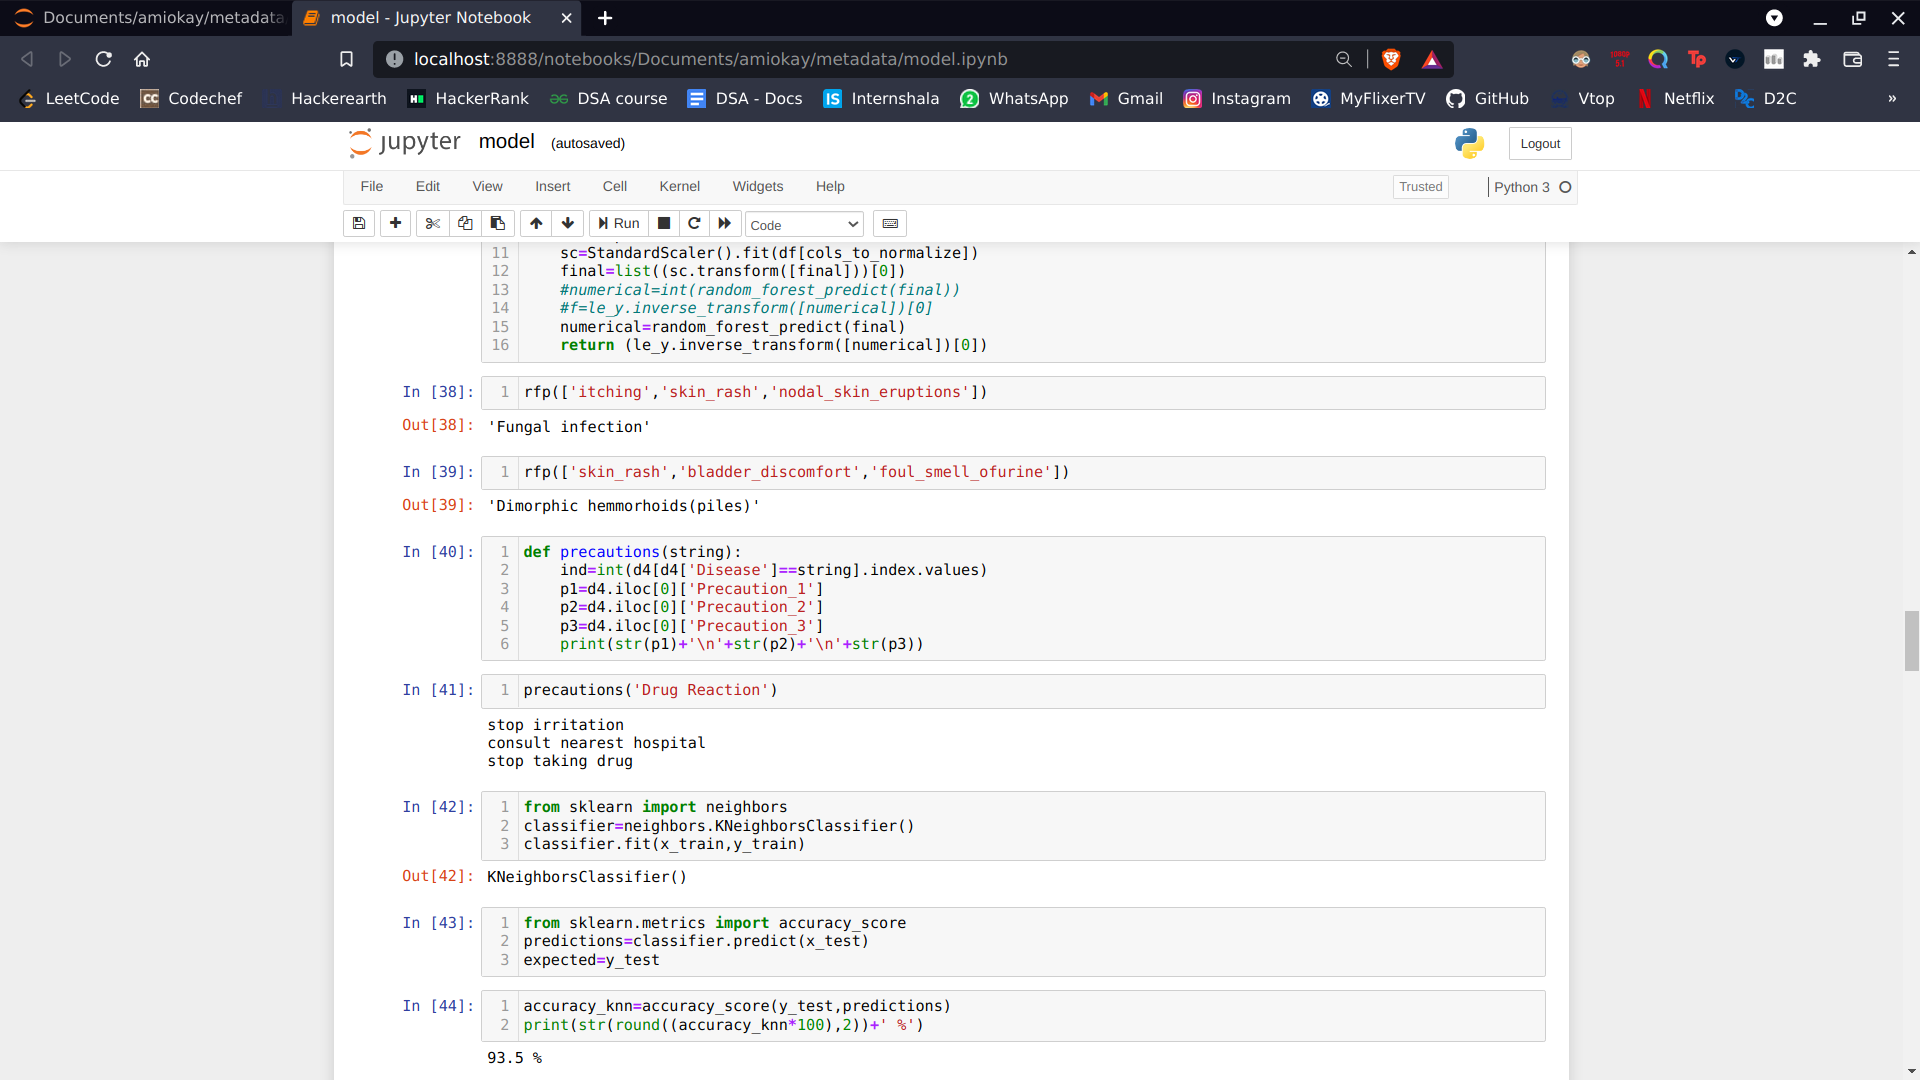 Documents/amiokay/metadata
model - Jupyter Notebook
localhost:8888/notebooks/Documents/amiokay/metadata/model.ipynb
LeetCode
CC Codechef
Hackerearth
HackerRank
DSA course
DSA - Docs
IS Internshala
2 WhatsApp
Gmail
Instagram
MyFlixerTV
GitHub
Vtop
Netflix
D2C
»
jupyter model (autosaved)
Logout
File Edit View Insert Cell Kernel Widgets Help
Trusted
Python 3
Run
Code
11 sc=StandardScaler().fit(df[cols_to_normalize])
12 final=list((sc.transform([final]))[0])
13 #numerical=int(random_forest_predict(final))
14 #f=le_y.inverse_transform([numerical])[0]
15 numerical=random_forest_predict(final)
16 return (le_y.inverse_transform([numerical])[0])
In [38]: 1 rfp(['itching','skin_rash','nodal_skin_eruptions'])
Out[38]: 'Fungal infection'
In [39]: 1 rfp(['skin_rash','bladder_discomfort','foul_smell_ofurine'])
Out[39]: 'Dimorphic hemmorhoids(piles)'
In [40]: 1 def precautions(string):
2 ind=int(d4[d4['Disease']==string].index.values)
3 p1=d4.iloc[0]['Precaution_1']
4 p2=d4.iloc[0]['Precaution_2']
5 p3=d4.iloc[0]['Precaution_3']
6 print(str(p1)+'\n'+str(p2)+'\n'+str(p3))
In [41]: 1 precautions('Drug Reaction')
stop irritation
consult nearest hospital
stop taking drug
In [42]: 1 from sklearn import neighbors
2 classifier=neighbors.KNeighborsClassifier()
3 classifier.fit(x_train,y_train)
Out[42]: KNeighborsClassifier()
In [43]: 1 from sklearn.metrics import accuracy_score
2 predictions=classifier.predict(x_test)
3 expected=y_test
In [44]: 1 accuracy_knn=accuracy_score(y_test,predictions)
2 print(str(round((accuracy_knn*100),2))+' %')
93.5 %